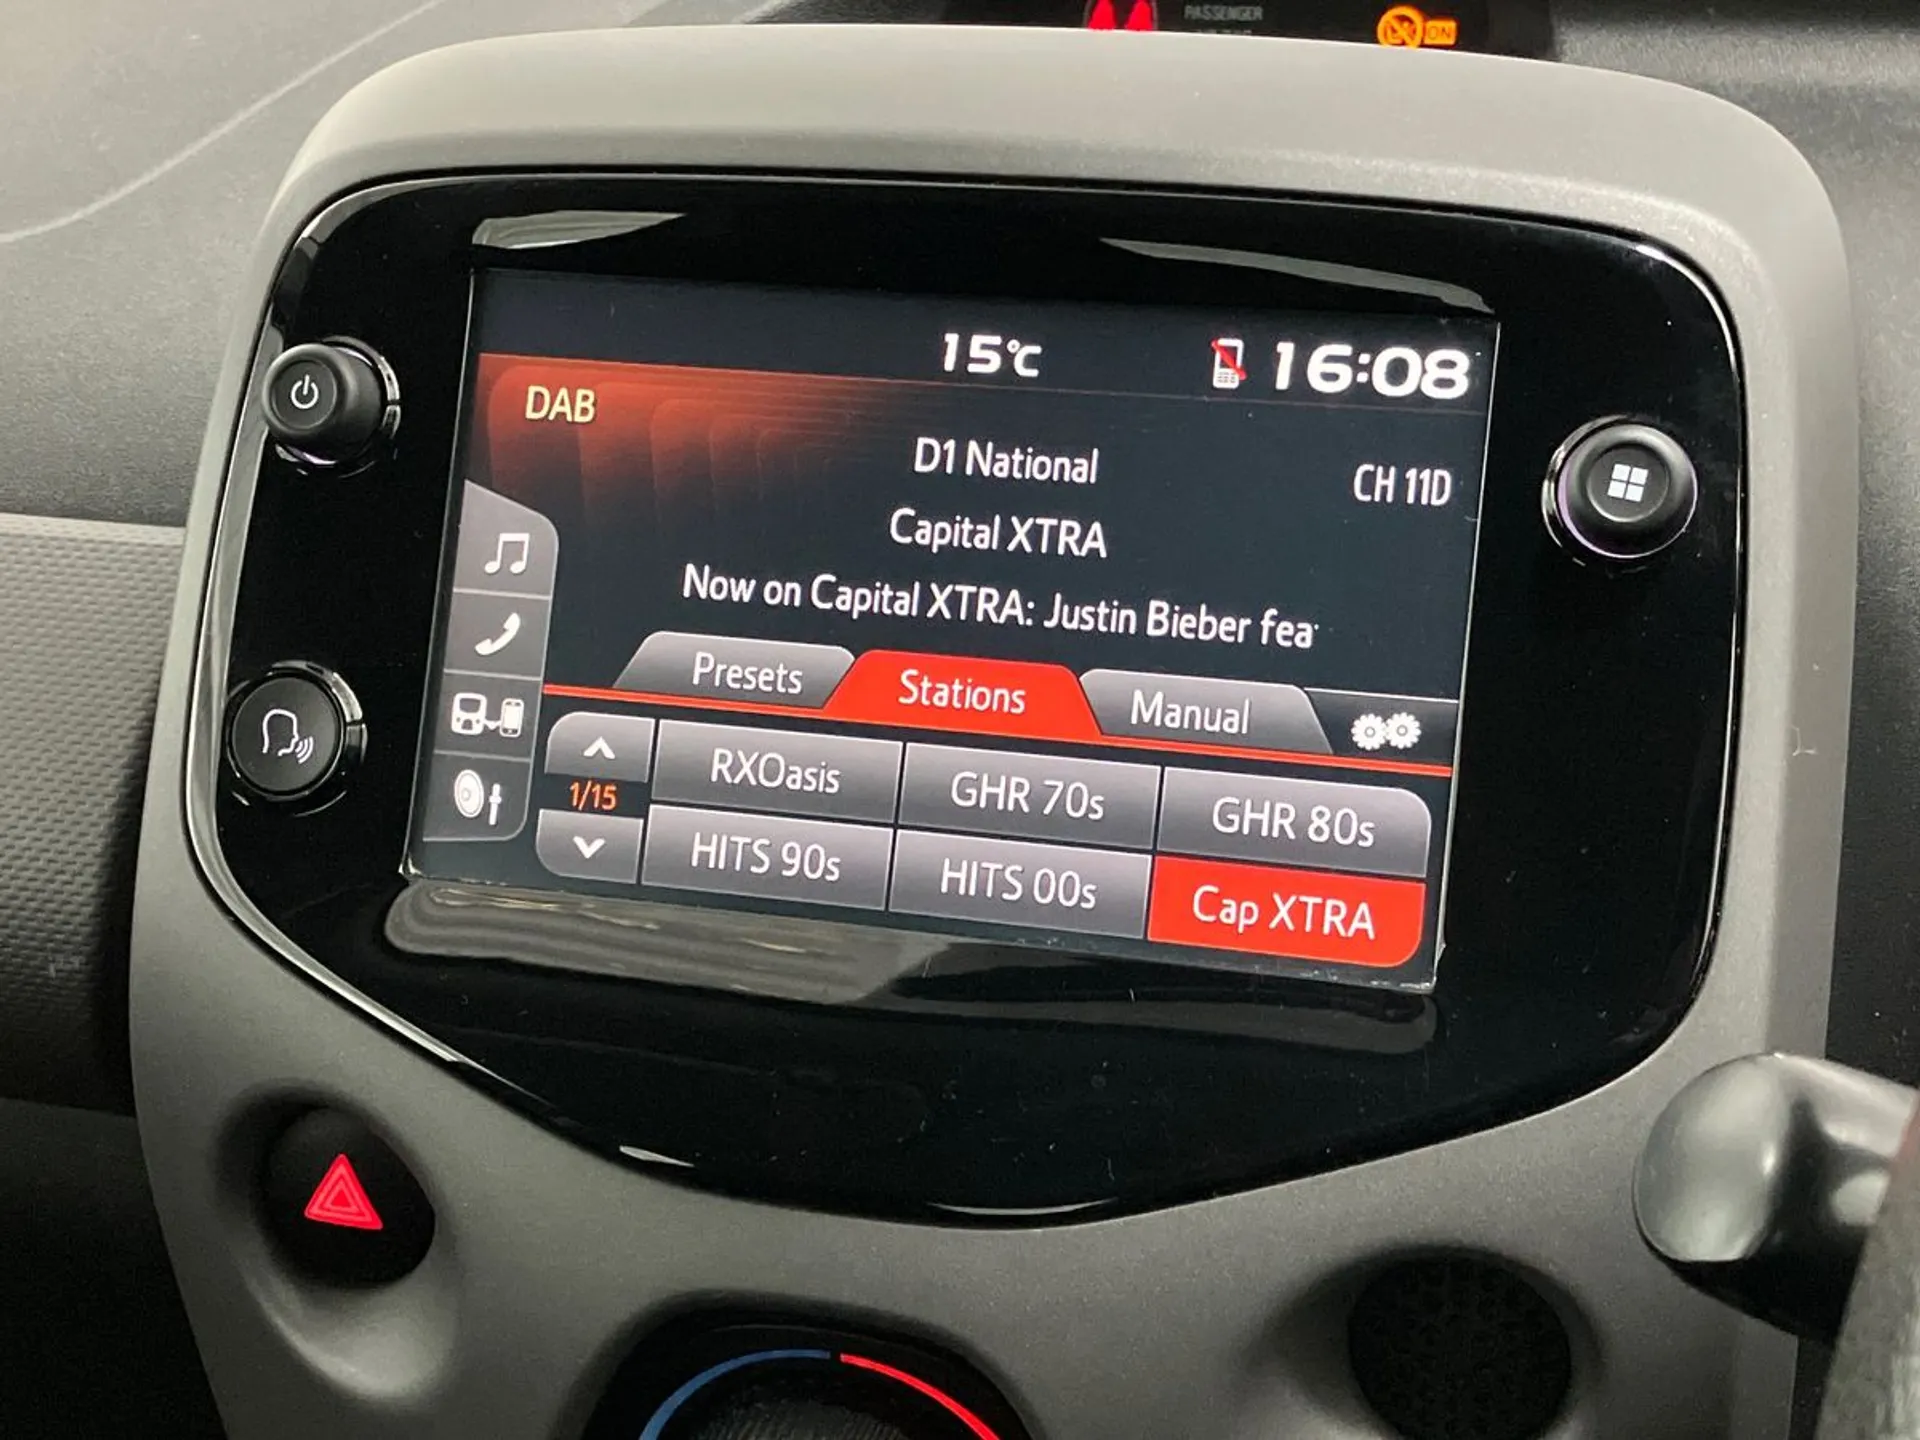 PASSENGER
ON
15°C
16:08
DAB
D1 National
CH 11D
Capital XTRA
Now on Capital XTRA: Justin Bieber fea
Presets
Stations
Manual
1/15
RXOasis
GHR 70s
GHR 80s
HITS 90s
HITS 00s
Cap XTRA